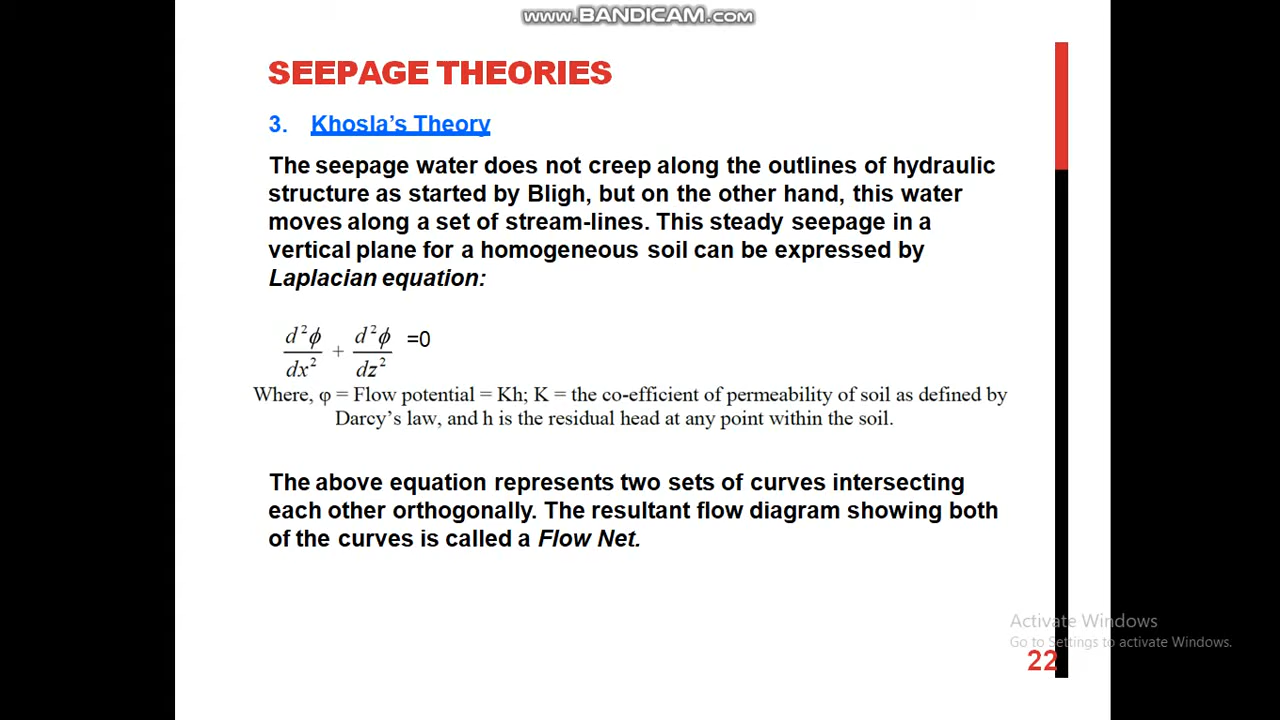 www.BANDICAM.com
SEEPAGE THEORIES
3. Khosla's Theory
The seepage water does not creep along the outlines of hydraulic
structure as started by Bligh, but on the other hand, this water
moves along a set of stream-lines. This steady seepage in a
vertical plane for a homogeneous soil can be expressed by
Laplacian equation:
d²ϕ/dx² + d²ϕ/dz² =0
Where, φ = Flow potential = Kh; K = the co-efficient of permeability of soil as defined by
Darcy's law, and h is the residual head at any point within the soil.
The above equation represents two sets of curves intersecting
each other orthogonally. The resultant flow diagram showing both
of the curves is called a Flow Net.
Activate Windows
Go to Settings to activate Windows.
22